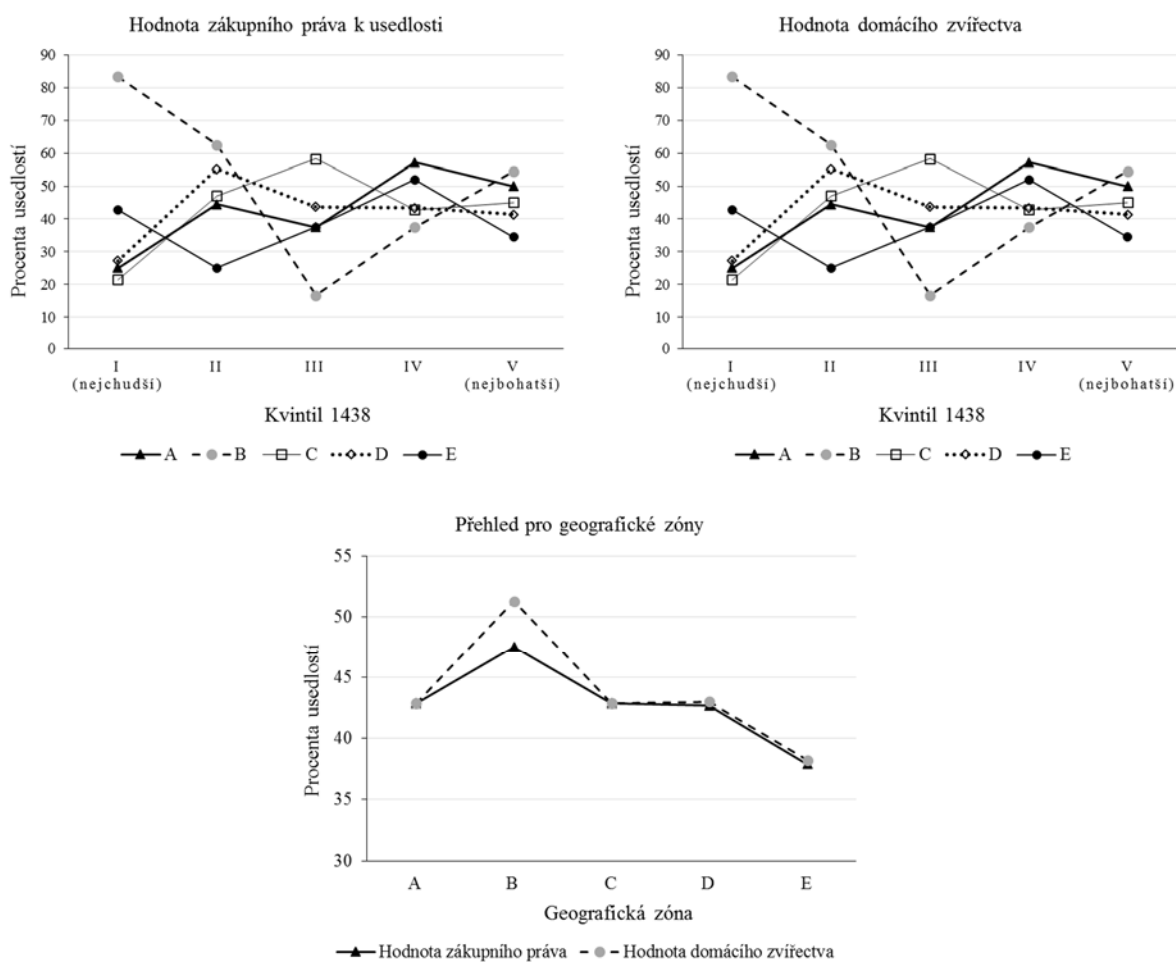 Hodnota zákupního práva k usedlosti
Procenta usedlostí
90
80
70
60
50
40
30
20
10
0
I II III IV V
(nejchudší) (nejbohatší)
Kvintil 1438
A B C D E
Hodnota domácího zvířectva
Procenta usedlostí
90
80
70
60
50
40
30
20
10
0
I II III IV V
(nejchudší) (nejbohatší)
Kvintil 1438
A B C D E
Přehled pro geografické zóny
Procenta usedlostí
55
50
45
40
35
30
A B C D E
Geografická zóna
Hodnota zákupního práva Hodnota domácího zvířectva